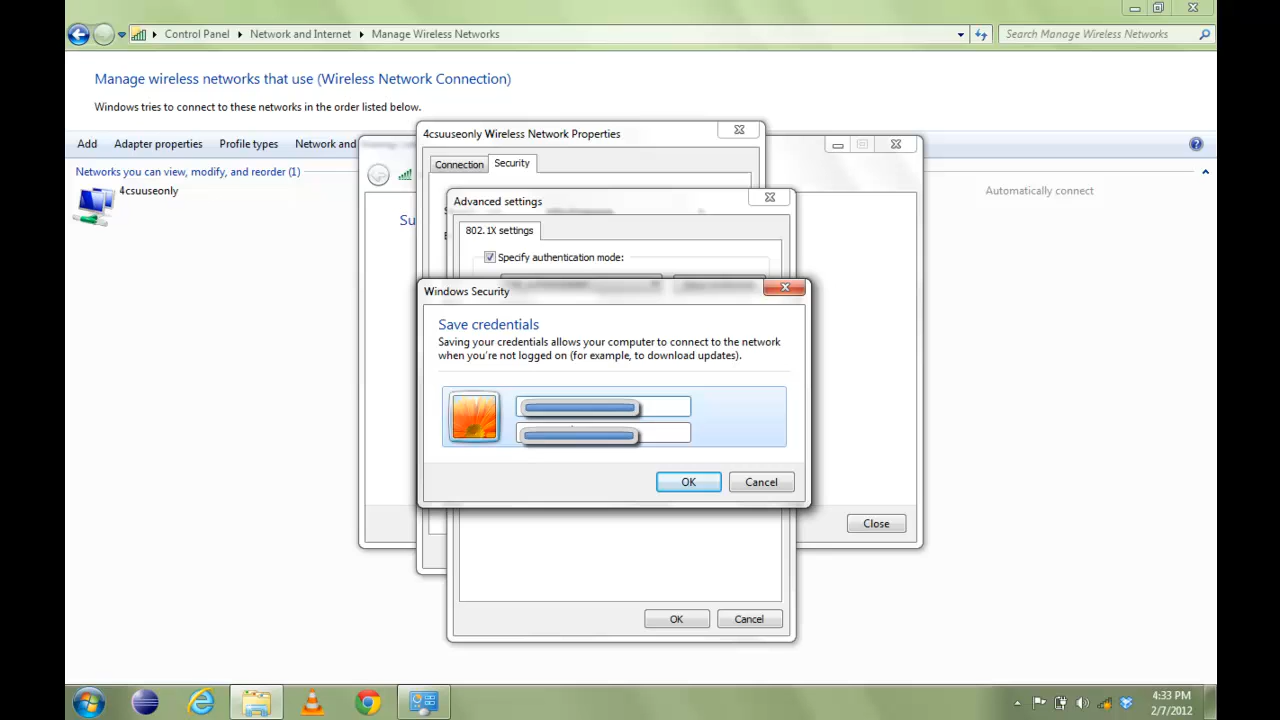 Control Panel
Network and Internet
Manage Wireless Networks
Search Manage Wireless Networks
Manage wireless networks that use (Wireless Network Connection)
Windows tries to connect to these networks in the order listed below.
Add
Adapter properties
Profile types
Network and
Networks you can view, modify, and reorder (1)
4csuuseonly
Automatically connect
Su
4csuuseonly Wireless Network Properties
Connection
Security
Advanced settings
802.1X settings
Specify authentication mode:
Windows Security
Save credentials
Saving your credentials allows your computer to connect to the network
when you're not logged on (for example, to download updates).
OK
Cancel
Close
OK
Cancel
4:33 PM
2/7/2012